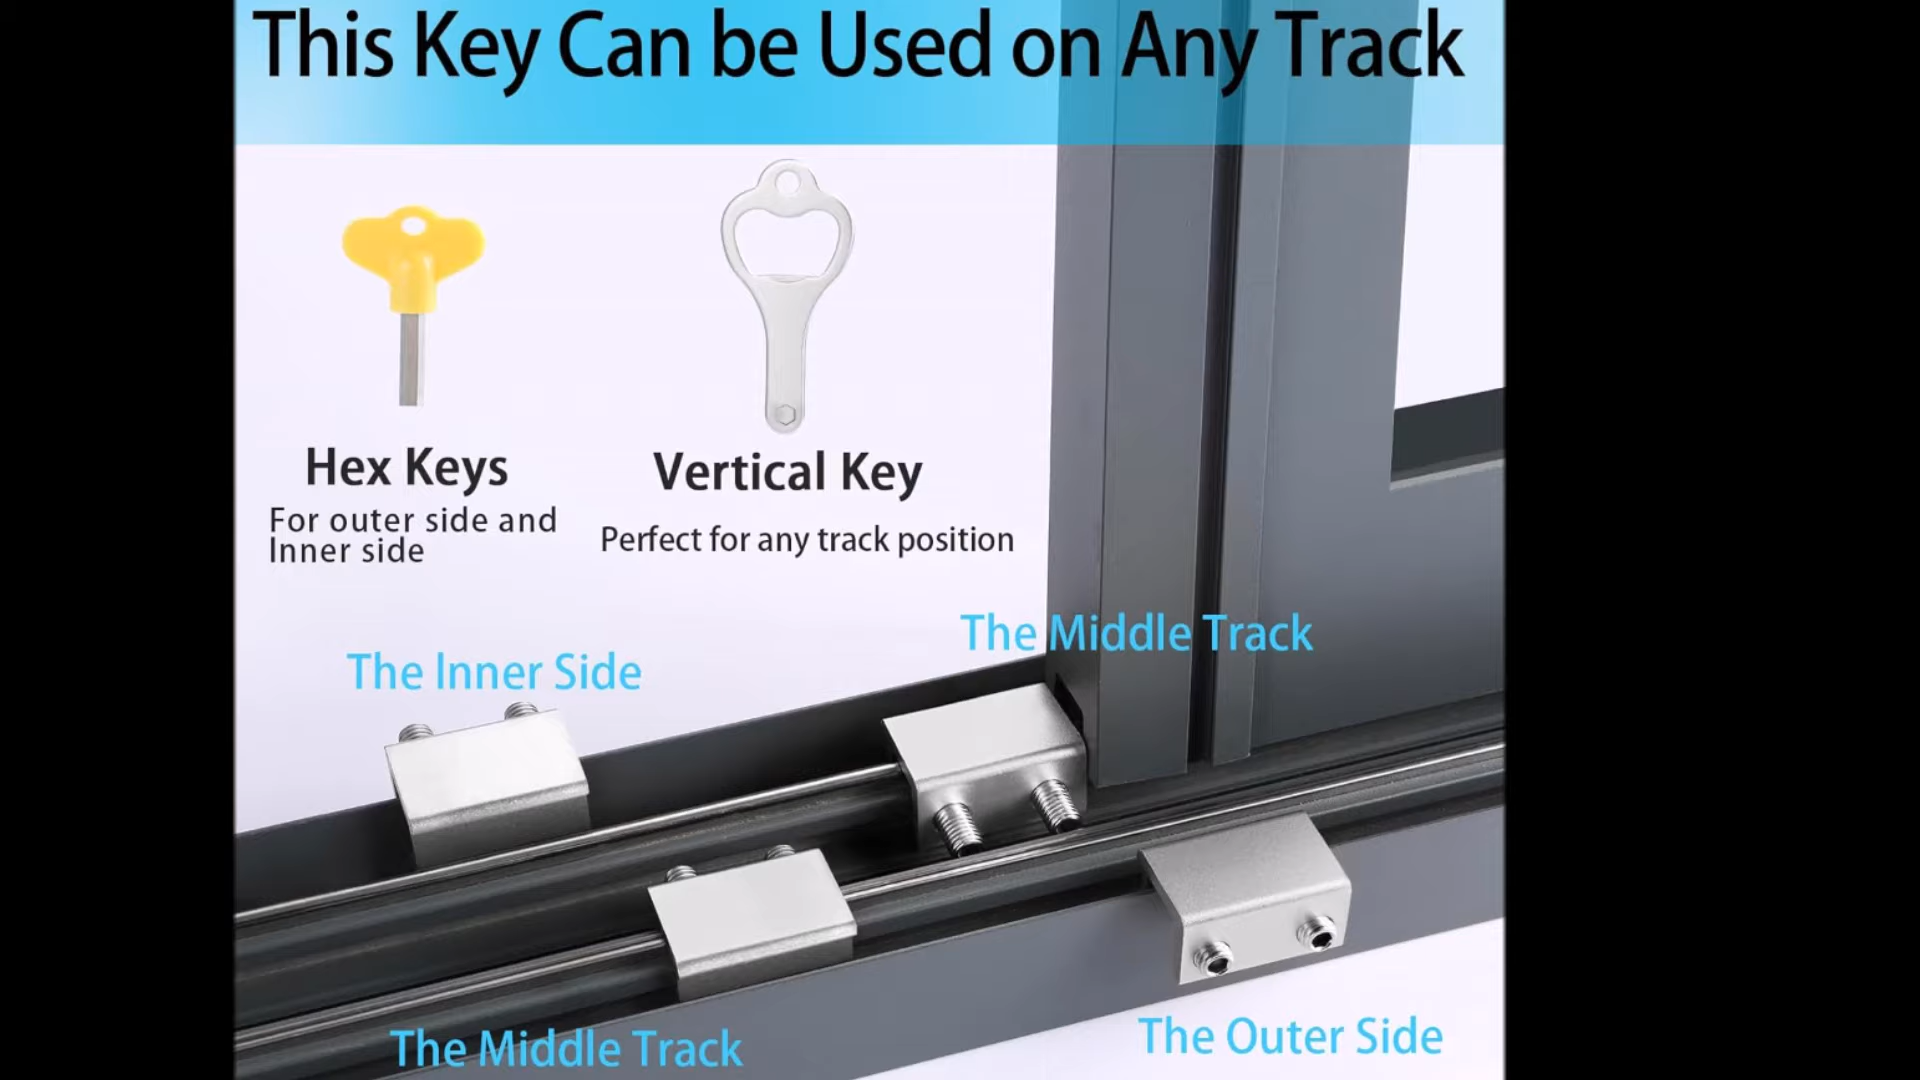 This Key Can be Used on Any Track
Hex Keys
For outer side and
Inner side
Vertical Key
Perfect for any track position
The Middle Track
The Inner Side
The Middle Track
The Outer Side